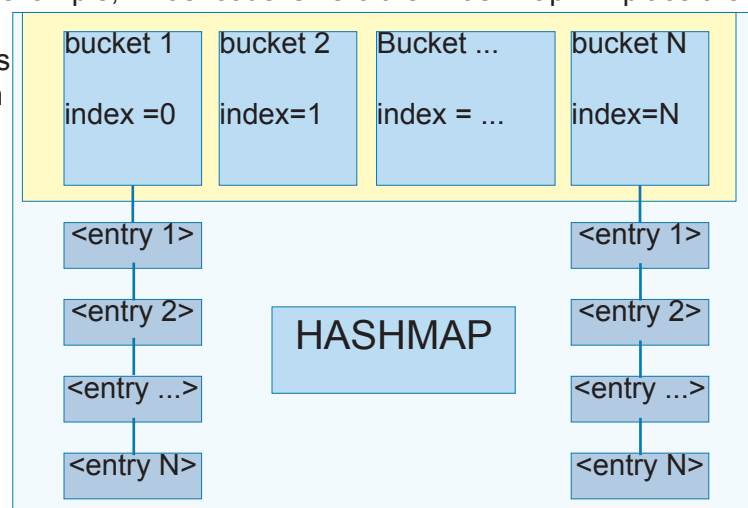 bucket 1 bucket 2 Bucket ... bucket N
index =0 index=1 index = ... index=N
<entry 1> <entry 1>
<entry 2> <entry 2>
HASHMAP
<entry ...> <entry ...>
<entry N> <entry N>